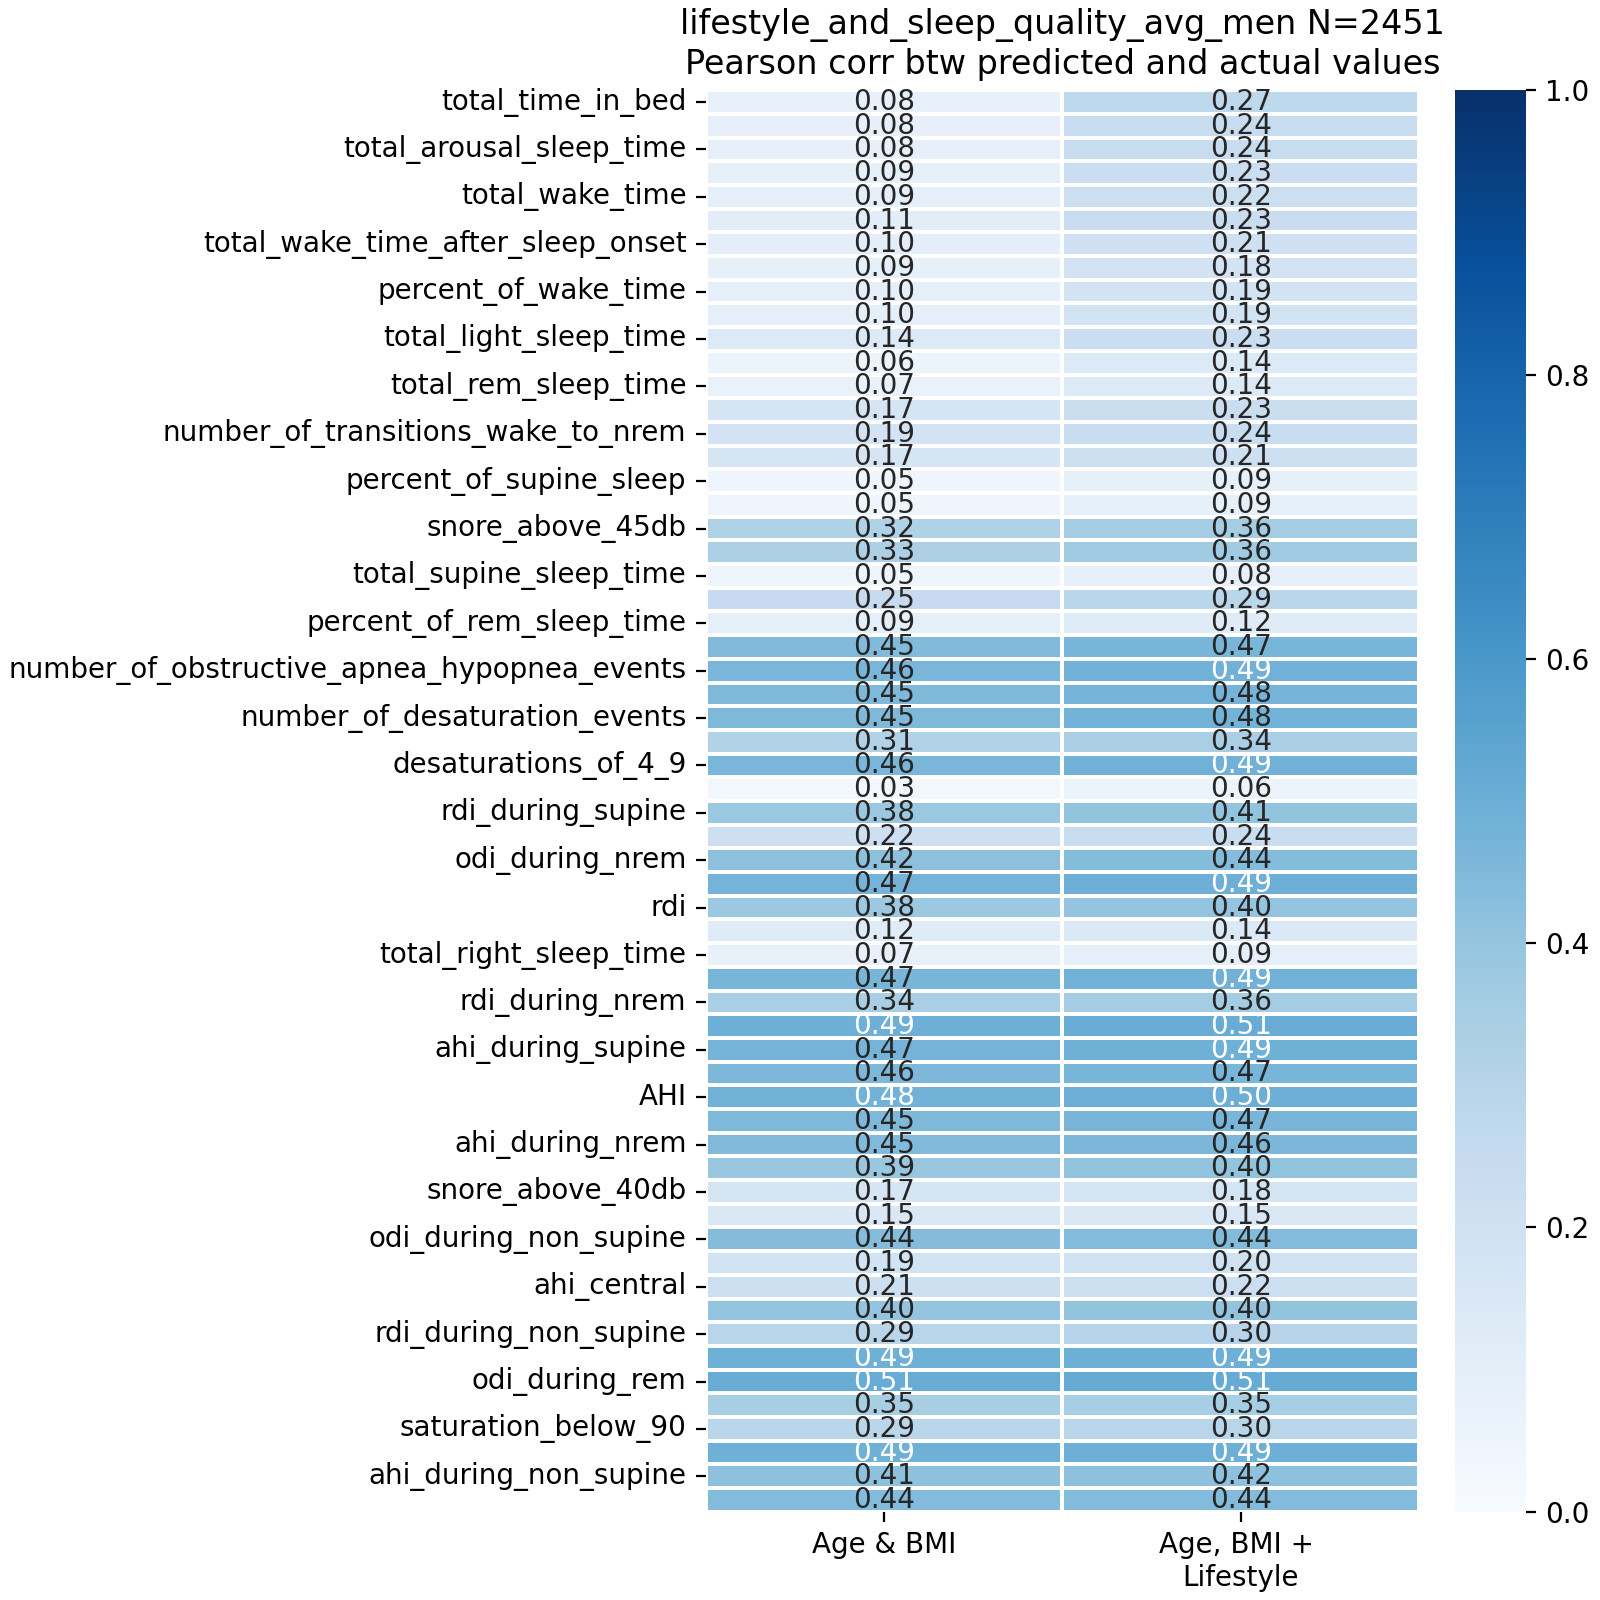 lifestyle_and_sleep_quality_avg_men N=2451
Pearson corr btw predicted and actual values
total_time_in_bed 0.08 0.27
0.08 0.24
total_arousal_sleep_time 0.08 0.24
0.09 0.23
total_wake_time 0.09 0.22
0.11 0.23
total_wake_time_after_sleep_onset 0.10 0.21
0.09 0.18
percent_of_wake_time 0.10 0.19
0.10 0.19
total_light_sleep_time 0.14 0.23
0.06 0.14
total_rem_sleep_time 0.07 0.14
0.17 0.23
number_of_transitions_wake_to_nrem 0.19 0.24
0.17 0.21
percent_of_supine_sleep 0.05 0.09
0.05 0.09
snore_above_45db 0.32 0.36
0.33 0.36
total_supine_sleep_time 0.05 0.08
0.25 0.29
percent_of_rem_sleep_time 0.09 0.12
0.45 0.47
number_of_obstructive_apnea_hypopnea_events 0.46 0.49
0.45 0.48
number_of_desaturation_events 0.45 0.48
0.31 0.34
desaturations_of_4_9 0.46 0.49
0.03 0.06
rdi_during_supine 0.38 0.41
0.22 0.24
odi_during_nrem 0.42 0.44
0.47 0.49
rdi 0.38 0.40
0.12 0.14
total_right_sleep_time 0.07 0.09
0.47 0.49
rdi_during_nrem 0.34 0.36
0.49 0.51
ahi_during_supine 0.47 0.49
0.46 0.47
AHI 0.48 0.50
0.45 0.47
ahi_during_nrem 0.45 0.46
0.39 0.40
snore_above_40db 0.17 0.18
0.15 0.15
odi_during_non_supine 0.44 0.44
0.19 0.20
ahi_central 0.21 0.22
0.40 0.40
rdi_during_non_supine 0.29 0.30
0.49 0.49
odi_during_rem 0.51 0.51
0.35 0.35
saturation_below_90 0.29 0.30
0.49 0.49
ahi_during_non_supine 0.41 0.42
0.44 0.44
Age & BMI
Age, BMI +
Lifestyle
1.0
0.8
0.6
0.4
0.2
0.0